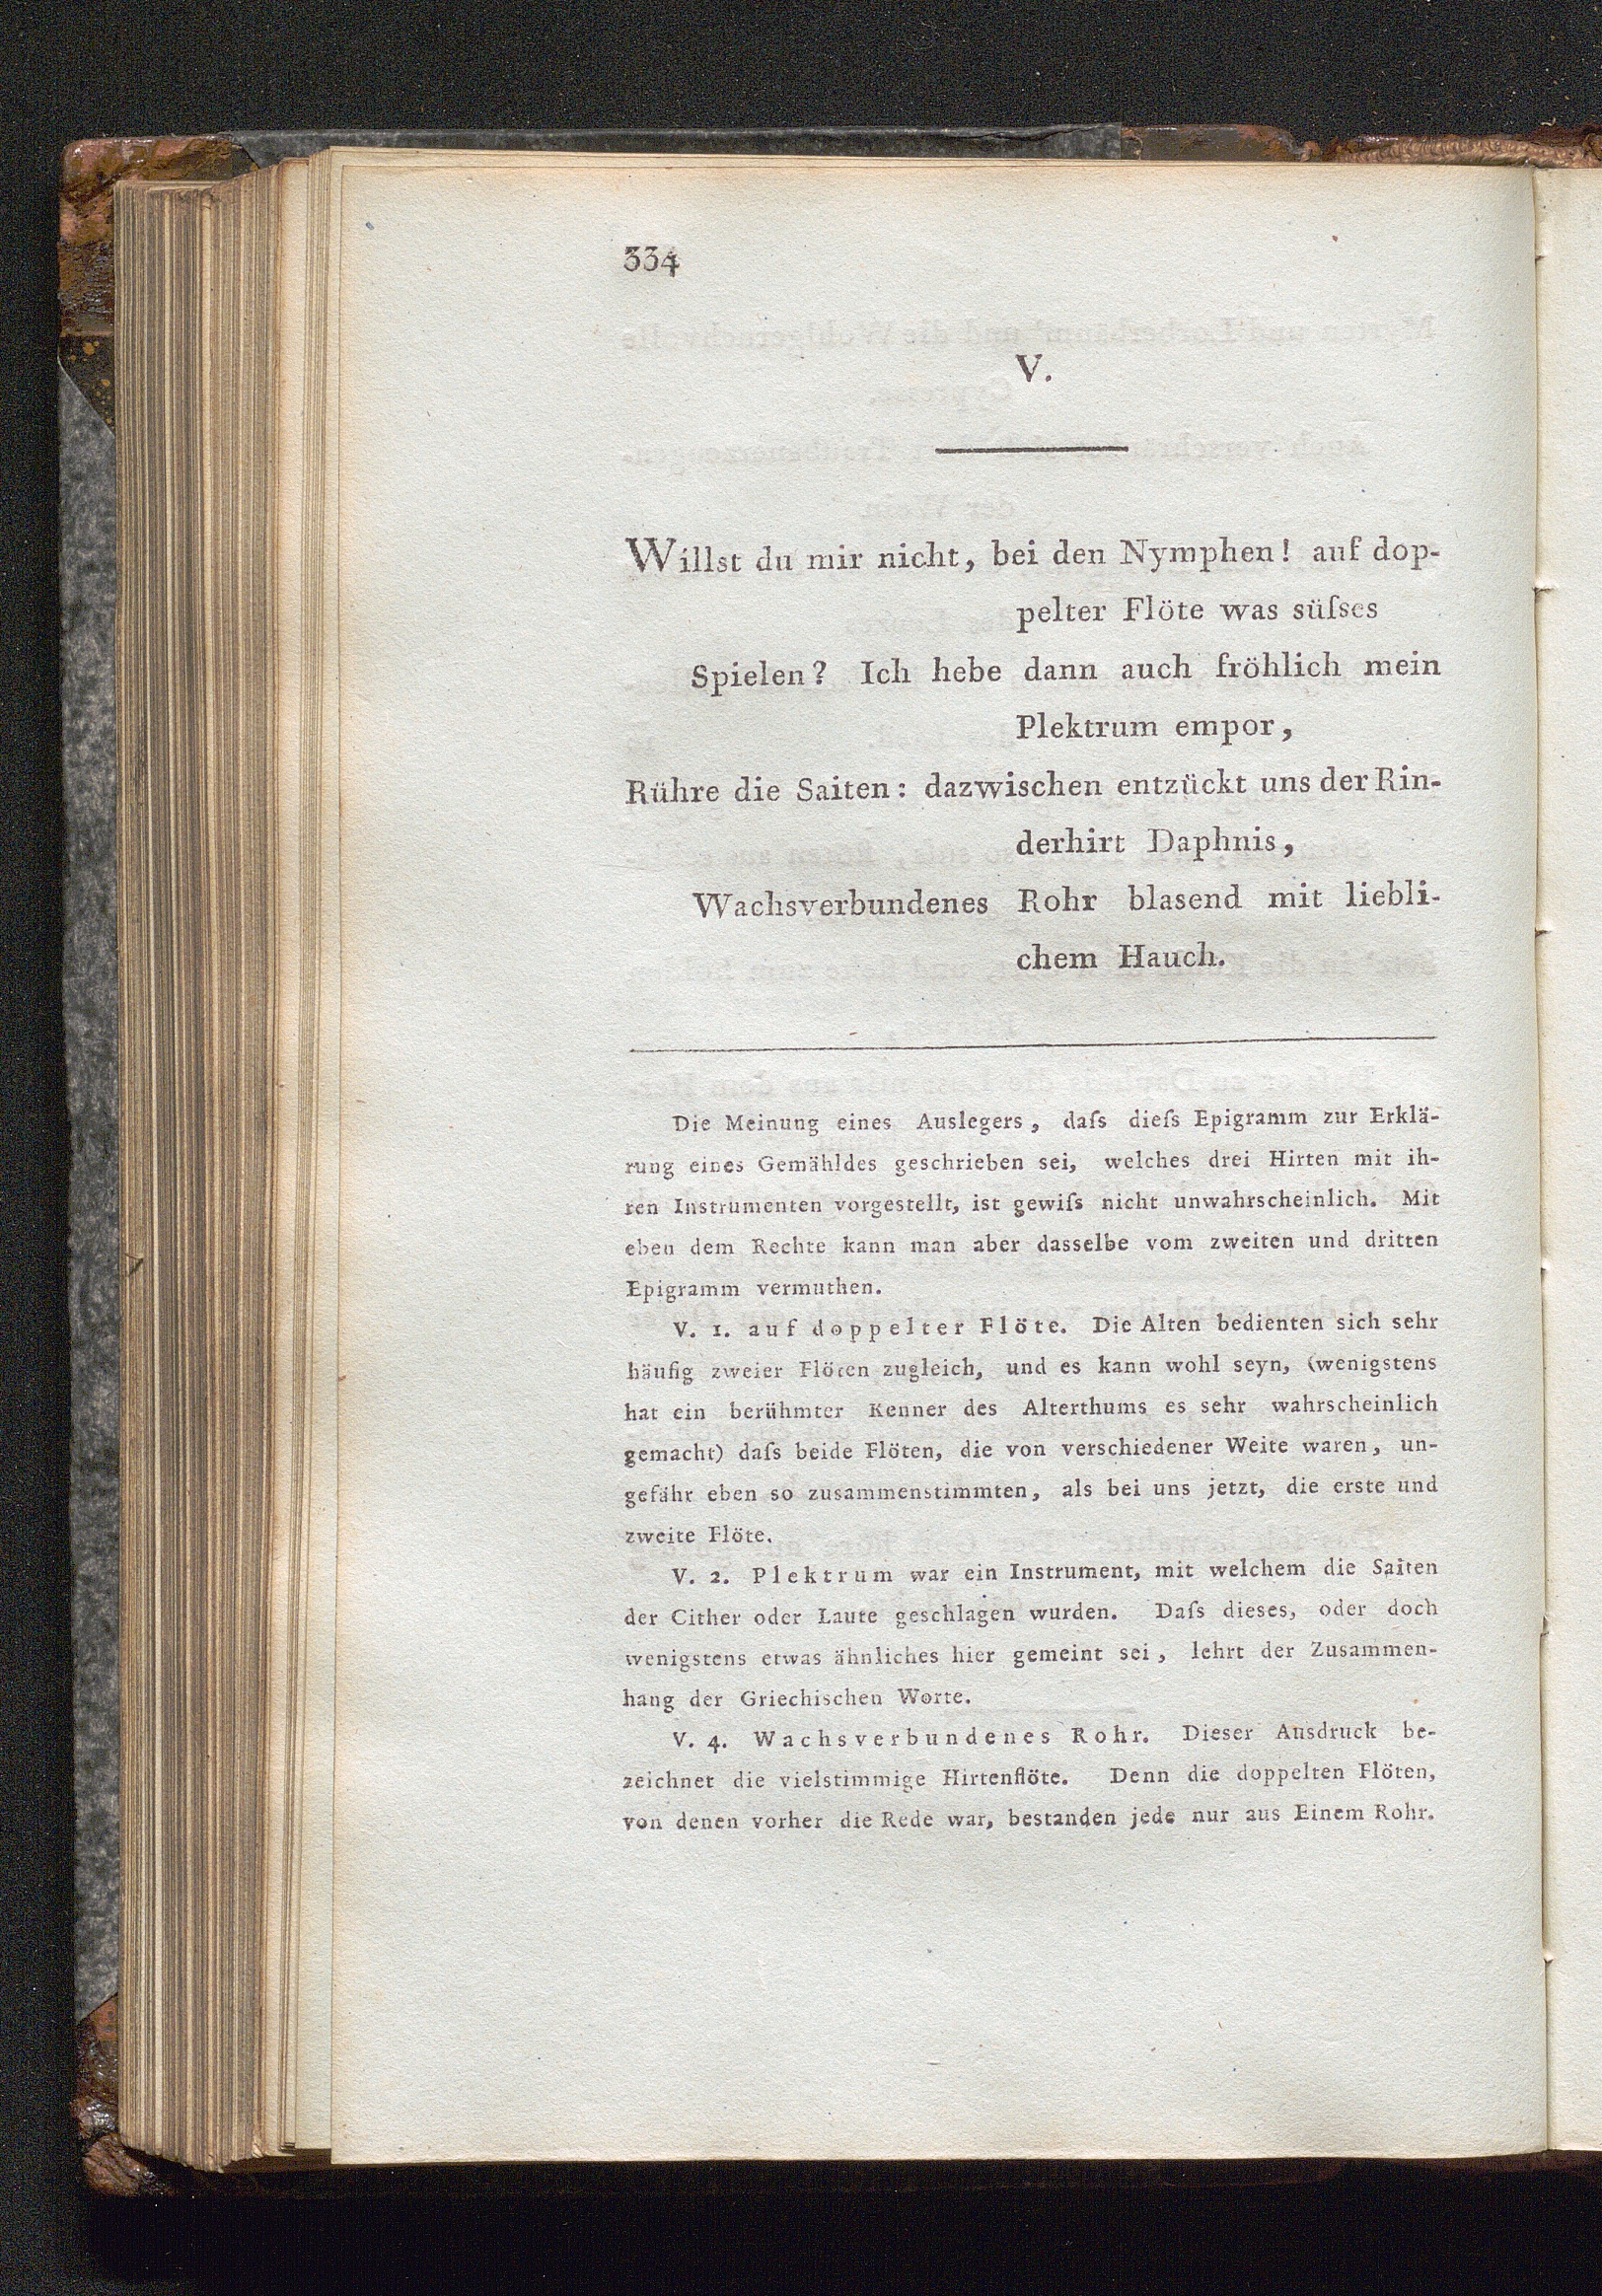 334
V.
Willst du mir nicht, bei den Nymphen! auf dop-
pelter Flöte was süſses
Spielen? Ich hebe dann auch fröhlich mein
Plektrum empor,
Rühre die Saiten: dazwischen entzückt uns der Rin-
derhirt Daphnis,
Wachsverbundenes Rohr blasend mit liebli-
chem Hauch.
Die Meinung eines Auslegers, daſs dieſs Epigramm zur Erklä-
rung eines Gemähldes geschrieben sei, welches drei Hirten mit ih-
ren Instrumenten vorgestellt, ist gewiſs nicht unwahrscheinlich. Mit
eben dem Rechte kann man aber dasselbe vom zweiten und dritten
Epigramm vermuthen.
V. 1. auf doppelter Flöte. Die Alten bedienten sich sehr
häufig zweier Flöten zugleich, und es kann wohl seyn, (wenigstens
hat ein berühmter Kenner des Alterthums es sehr wahrscheinlich
gemacht) daſs beide Flöten, die von verschiedener Weite waren, un-
gefähr eben so zusammenstimmten, als bei uns jetzt, die erste und
zweite Flöte.
V. 2. Plektrum war ein Instrument, mit welchem die Saiten
der Cither oder Laute geschlagen wurden. Daſs dieses, oder doch
wenigstens etwas ähnliches hier gemeint sei, lehrt der Zusammen-
hang der Griechischen Worte.
V. 4. Wachsverbundenes Rohr. Dieser Ausdruck be-
zeichnet die vielstimmige Hirtenflöte. Denn die doppelten Flöten,
von denen vorher die Rede war, bestanden jede nur aus Einem Rohr.